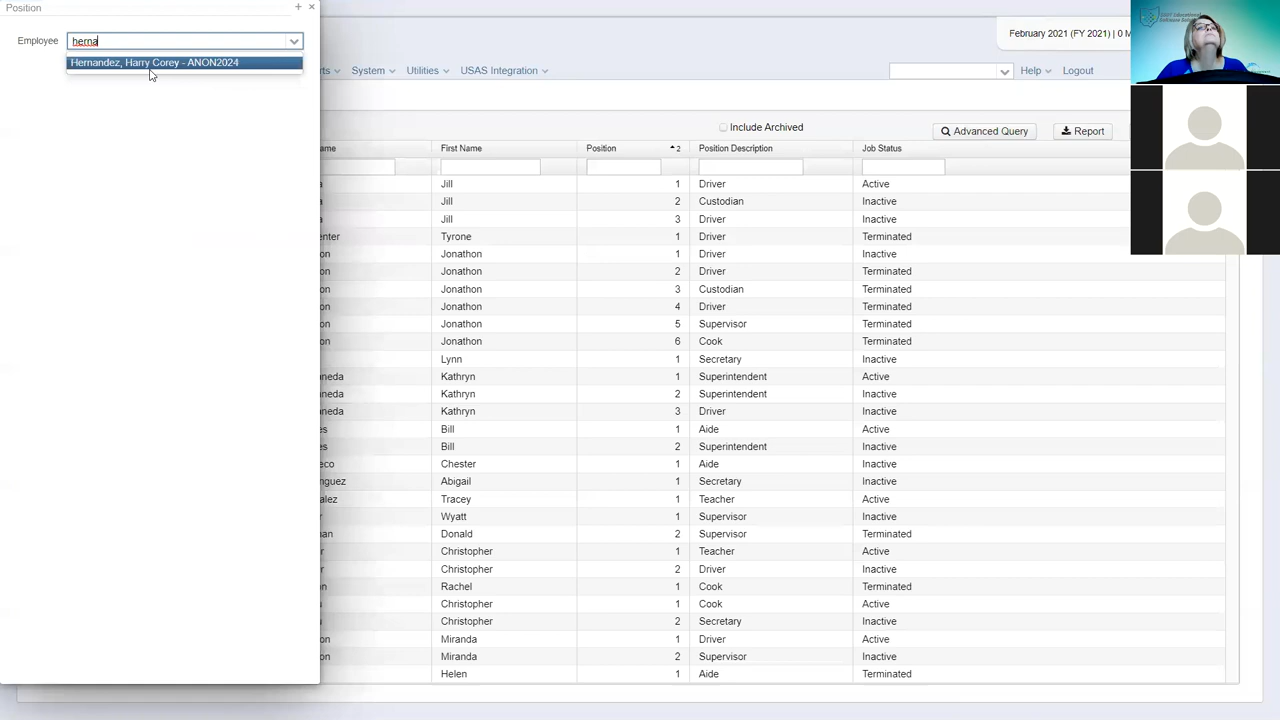 Position
Employee herna
Hernandez, Harry Corey - ANON2024
February 2021 (FY 2021) | 0 M
rts System Utilities USAS Integration Help Logout
Include Archived Advanced Query Report
ame First Name Position 2 Position Description Job Status
a Jill 1 Driver Active
a Jill 2 Custodian Inactive
a Jill 3 Driver Inactive
enter Tyrone 1 Driver Terminated
on Jonathon 1 Driver Inactive
on Jonathon 2 Driver Terminated
on Jonathon 3 Custodian Terminated
on Jonathon 4 Driver Terminated
on Jonathon 5 Supervisor Terminated
on Jonathon 6 Cook Terminated
Lynn 1 Secretary Inactive
aneda Kathryn 1 Superintendent Active
aneda Kathryn 2 Superintendent Inactive
aneda Kathryn 3 Driver Inactive
es Bill 1 Aide Active
es Bill 2 Superintendent Inactive
eco Chester 1 Aide Inactive
nguez Abigail 1 Secretary Inactive
alez Tracey 1 Teacher Active
r Wyatt 1 Supervisor Inactive
an Donald 2 Supervisor Terminated
r Christopher 1 Teacher Active
r Christopher 2 Driver Inactive
n Rachel 1 Cook Terminated
Christopher 1 Cook Active
Christopher 2 Secretary Inactive
on Miranda 1 Driver Active
on Miranda 2 Supervisor Inactive
Helen 1 Aide Terminated